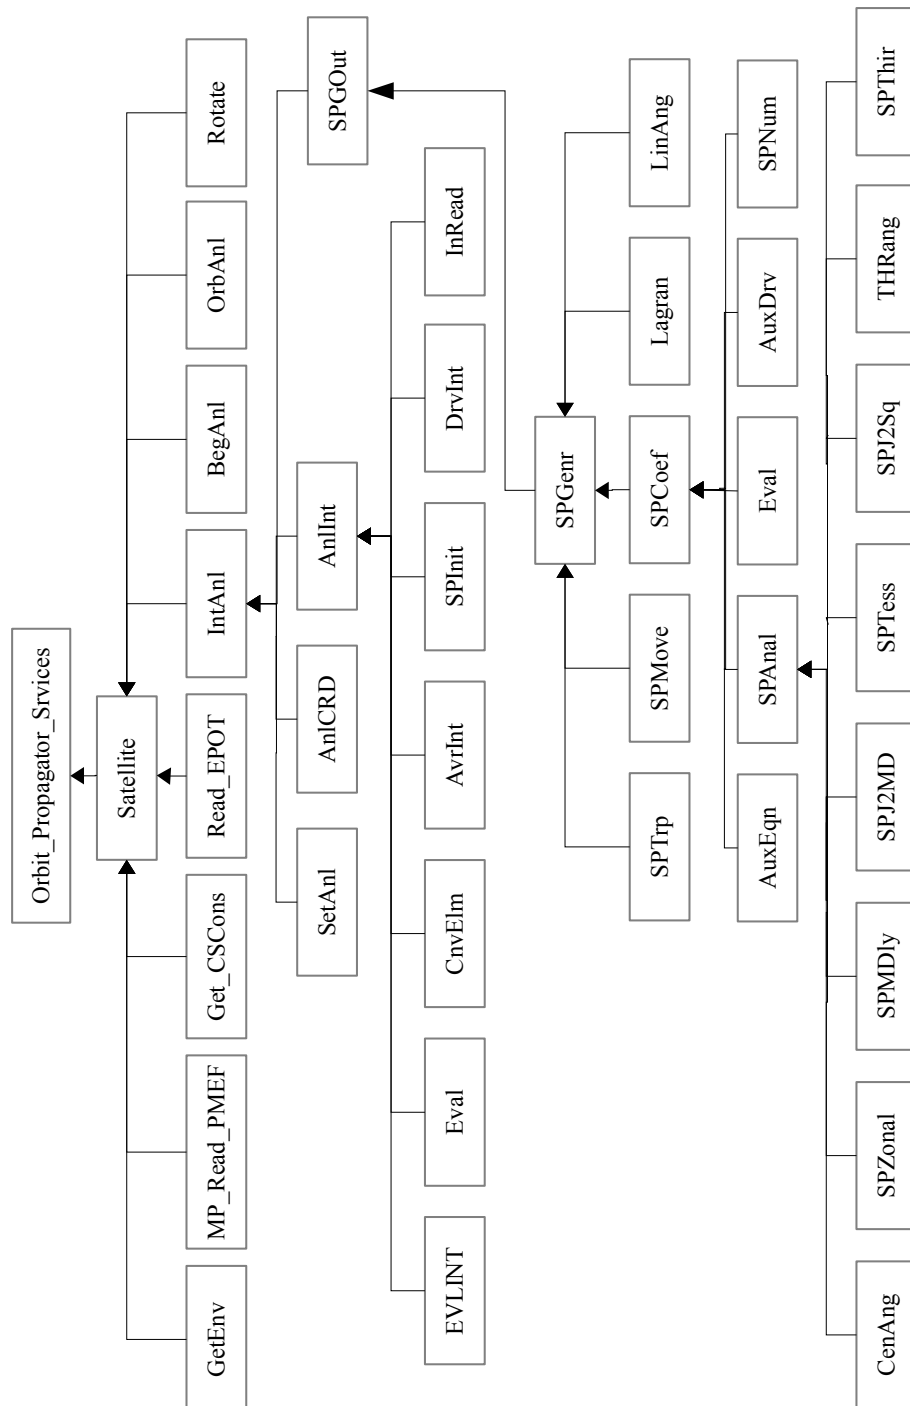 Orbit_Propagator_Srvices
Satellite
GetEnv
MP_Read_PMEF
Get_CSCons
Read_EPOT
IntAnl
BegAnl
OrbAnl
Rotate
SetAnl
AnlCRD
AnlInt
SPGOut
EVLINT
Eval
CnvElm
AvrInt
SPInit
DrvInt
InRead
SPGenr
SPTrp
SPMove
SPCoef
Lagran
LinAng
AuxEqn
SPAnal
Eval
AuxDrv
SPNum
CenAng
SPZonal
SPMDly
SPJ2MD
SPTess
SPJ2Sq
THRang
SPThir